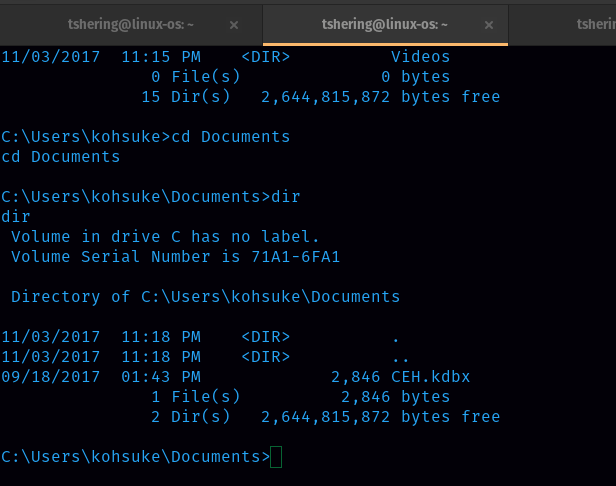 tshering@linux-os: ~ × tshering@linux-os: ~ × tsherin
11/03/2017  11:15 PM    <DIR>          Videos
               0 File(s)              0 bytes
              15 Dir(s)   2,644,815,872 bytes free
C:\Users\kohsuke>cd Documents
cd Documents
C:\Users\kohsuke\Documents>dir
dir
 Volume in drive C has no label.
 Volume Serial Number is 71A1-6FA1
 Directory of C:\Users\kohsuke\Documents
11/03/2017  11:18 PM    <DIR>          .
11/03/2017  11:18 PM    <DIR>          ..
09/18/2017  01:43 PM             2,846 CEH.kdbx
               1 File(s)          2,846 bytes
               2 Dir(s)   2,644,815,872 bytes free
C:\Users\kohsuke\Documents>